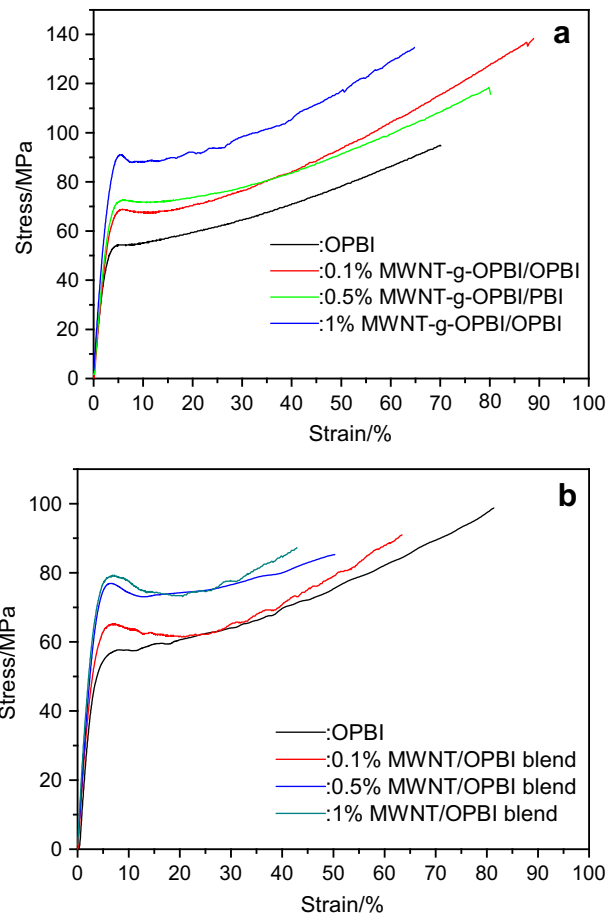 a
140
120
100
80
60
40
20
0
Stress/MPa
:OPBI
:0.1% MWNT-g-OPBI/OPBI
:0.5% MWNT-g-OPBI/PBI
:1% MWNT-g-OPBI/OPBI
0 10 20 30 40 50 60 70 80 90 100
Strain/%
b
100
80
60
40
20
0
Stress/MPa
:OPBI
:0.1% MWNT/OPBI blend
:0.5% MWNT/OPBI blend
:1% MWNT/OPBI blend
0 10 20 30 40 50 60 70 80 90 100
Strain/%